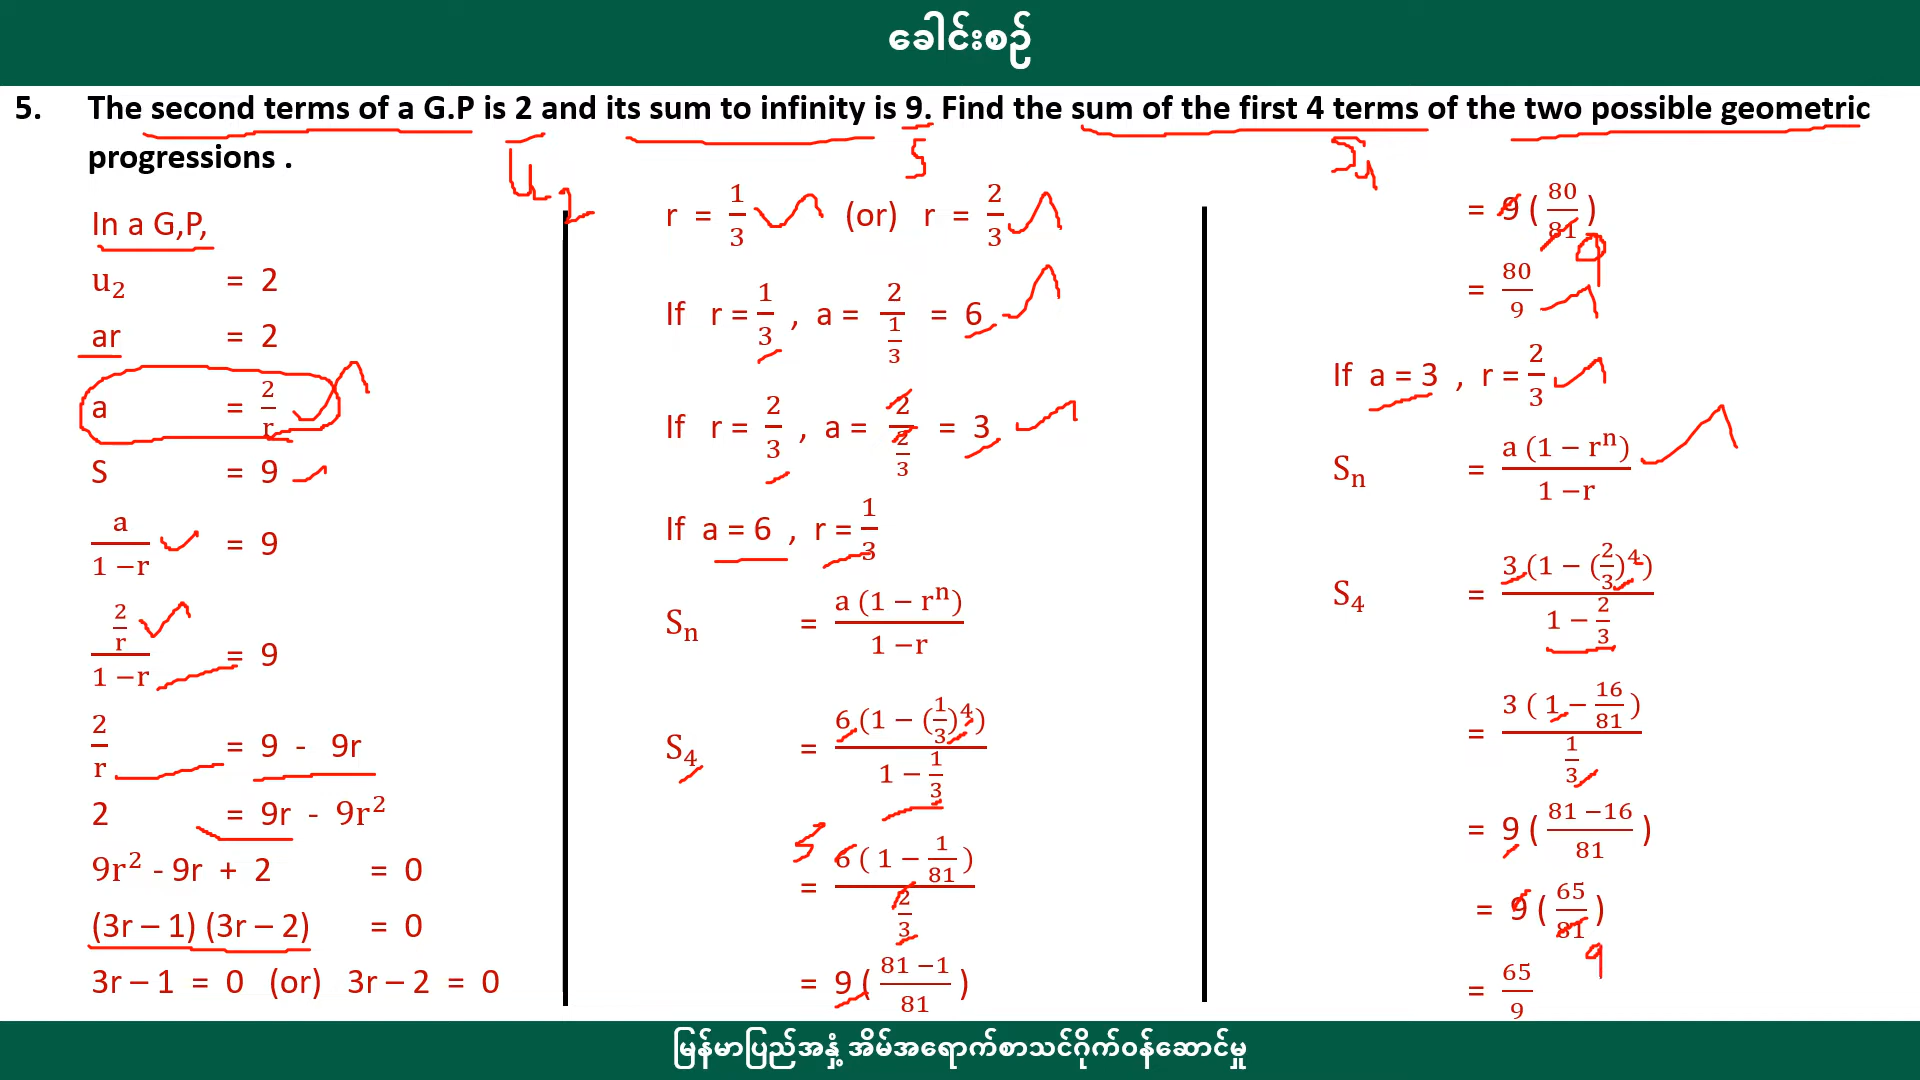 ခေါင်းစဉ်
5. The second terms of a G.P is 2 and its sum to infinity is 9. Find the sum of the first 4 terms of the two possible geometric
progressions .
u₂
S
S₄
In a G,P,
u₂ = 2
ar = 2
a = 2/r
S = 9
a/(1 −r) = 9
(2/r)/(1 −r) = 9
2/r = 9 - 9r
2 = 9r - 9r²
9r² - 9r + 2 = 0
(3r – 1) (3r – 2) = 0
3r – 1 = 0 (or) 3r – 2 = 0
r = 1/3 (or) r = 2/3
If r = 1/3 , a = 2/(1/3) = 6
If r = 2/3 , a = 2/(2/3) = 3
If a = 6 , r = 1/3
Sₙ = a (1 − rⁿ)/(1 −r)
S₄ = 6 (1 − (1/3)⁴)/(1 − 1/3)
= 6 ( 1 − 1/81 )/(2/3)
= 9 ( (81 −1)/81 )
= 9 ( 80/81 )
9
= 80/9
If a = 3 , r = 2/3
Sₙ = a (1 − rⁿ)/(1 −r)
S₄ = 3 (1 − (2/3)⁴)/(1 − 2/3)
= 3 ( 1 − 16/81 )/(1/3)
= 9 ( (81 −16)/81 )
= 9 ( 65/81 )
9
= 65/9
မြန်မာပြည်အနှံ့ အိမ်အရောက်စာသင်ဂိုက်ဝန်ဆောင်မှု